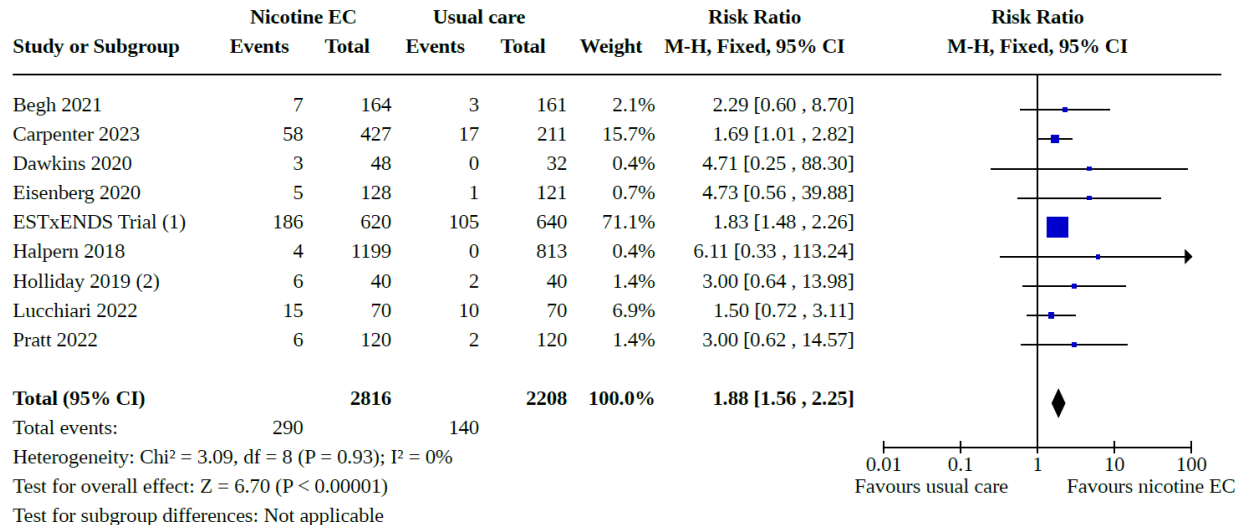 Nicotine EC Usual care Risk Ratio Risk Ratio
Study or Subgroup Events Total Events Total Weight M-H, Fixed, 95% CI M-H, Fixed, 95% CI
Begh 2021 7 164 3 161 2.1% 2.29 [0.60 , 8.70]
Carpenter 2023 58 427 17 211 15.7% 1.69 [1.01 , 2.82]
Dawkins 2020 3 48 0 32 0.4% 4.71 [0.25 , 88.30]
Eisenberg 2020 5 128 1 121 0.7% 4.73 [0.56 , 39.88]
ESTxENDS Trial (1) 186 620 105 640 71.1% 1.83 [1.48 , 2.26]
Halpern 2018 4 1199 0 813 0.4% 6.11 [0.33 , 113.24]
Holliday 2019 (2) 6 40 2 40 1.4% 3.00 [0.64 , 13.98]
Lucchiari 2022 15 70 10 70 6.9% 1.50 [0.72 , 3.11]
Pratt 2022 6 120 2 120 1.4% 3.00 [0.62 , 14.57]
Total (95% CI) 2816 2208 100.0% 1.88 [1.56 , 2.25]
Total events: 290 140
Heterogeneity: Chi² = 3.09, df = 8 (P = 0.93); I² = 0%
Test for overall effect: Z = 6.70 (P < 0.00001)
Test for subgroup differences: Not applicable
0.01 0.1 1 10 100
Favours usual care Favours nicotine EC